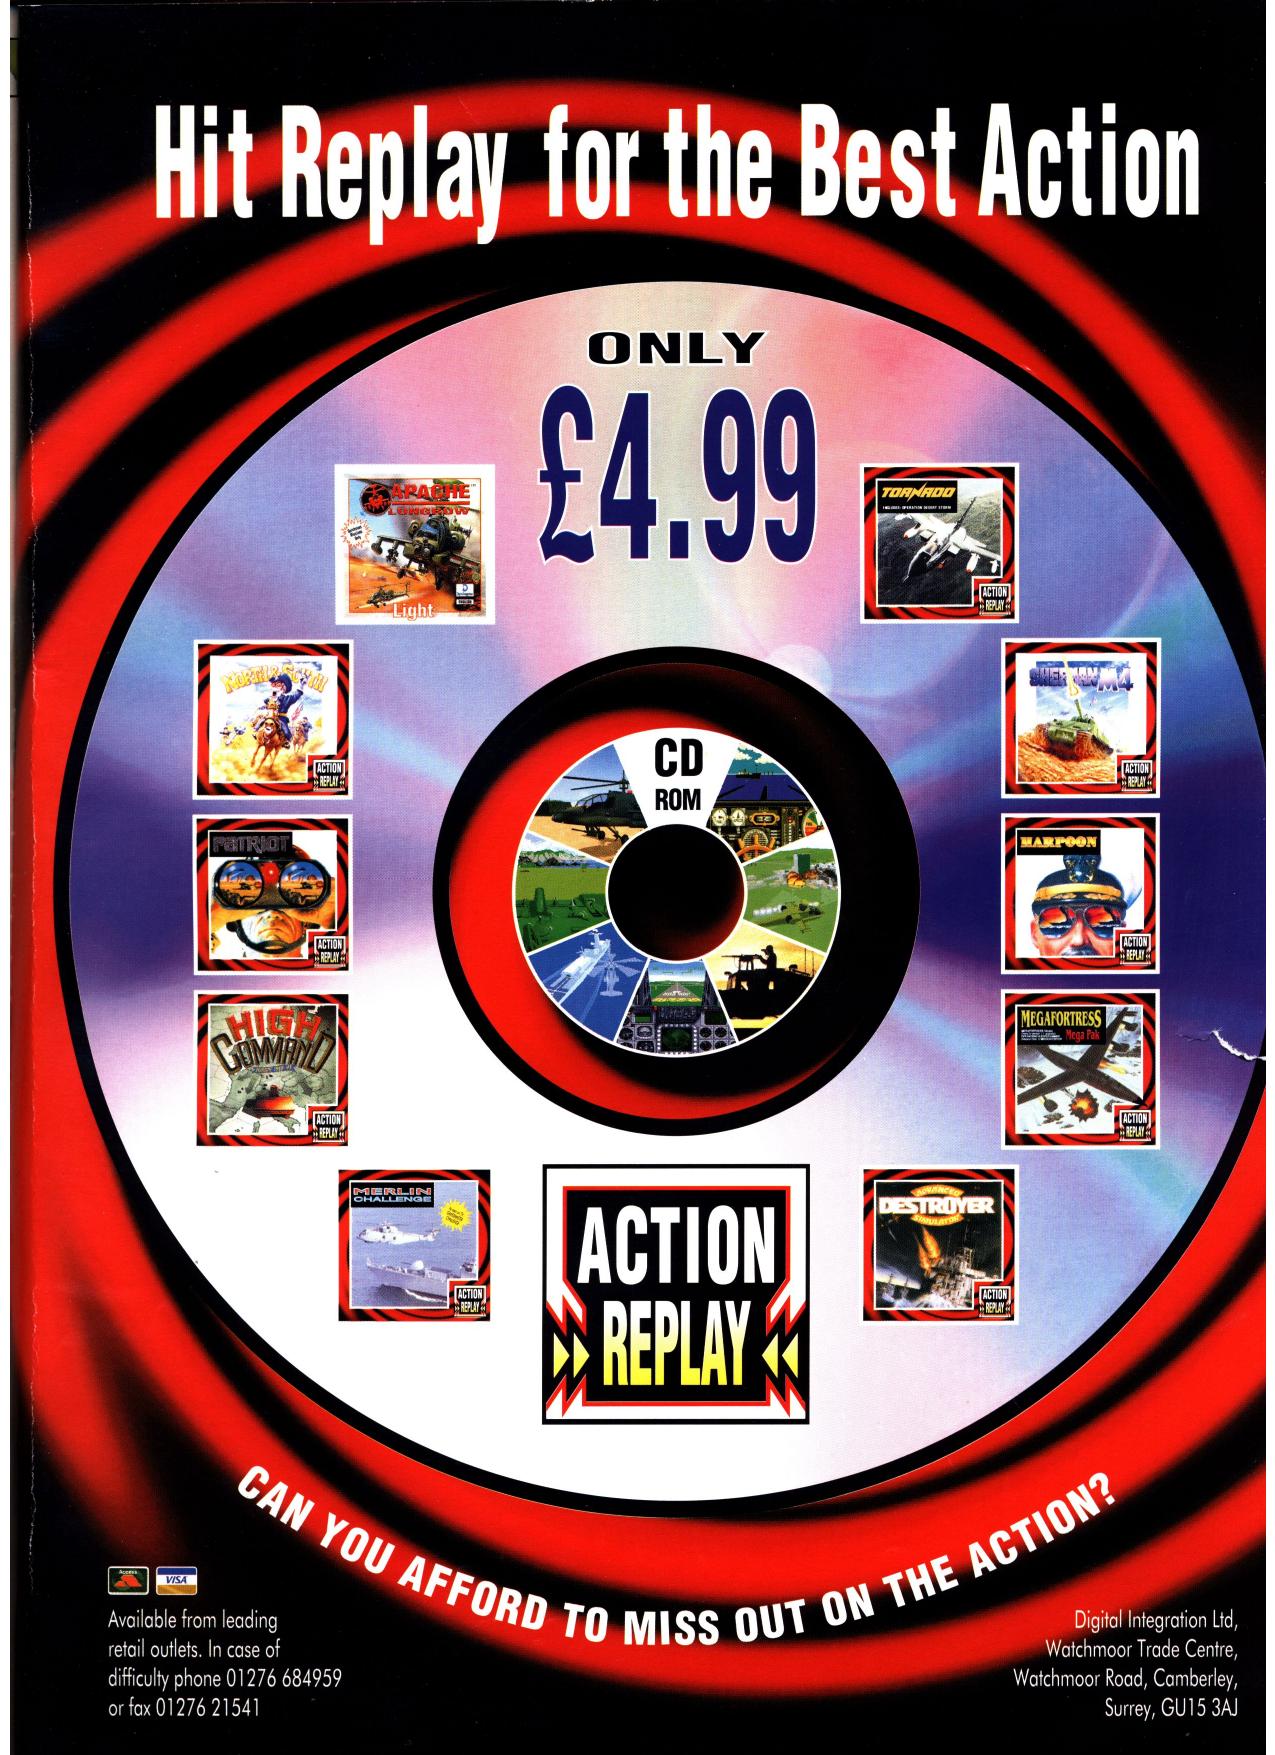 Hit Replay for the Best Action
ONLY
£4.99
APACHE
LONGBOW
Light
TORNADO
INCLUDES: OPERATION DESERT STORM
ACTION
REPLAY
NORTH & SOUTH
ACTION
REPLAY
SHERMAN M4
ACTION
REPLAY
CD
ROM
PATRIOT
ACTION
REPLAY
HARPOON
ACTION
REPLAY
HIGH
COMMAND
ACTION
REPLAY
MEGAFORTRESS
Mega Pak
ACTION
REPLAY
MERLIN
CHALLENGE
ACTION
REPLAY
ADVANCED
DESTROYER
SIMULATOR
ACTION
REPLAY
ACTION
REPLAY
CAN YOU AFFORD TO MISS OUT ON THE ACTION?
Access
VISA
Available from leading
retail outlets. In case of
difficulty phone 01276 684959
or fax 01276 21541
Digital Integration Ltd,
Watchmoor Trade Centre,
Watchmoor Road, Camberley,
Surrey, GU15 3AJ